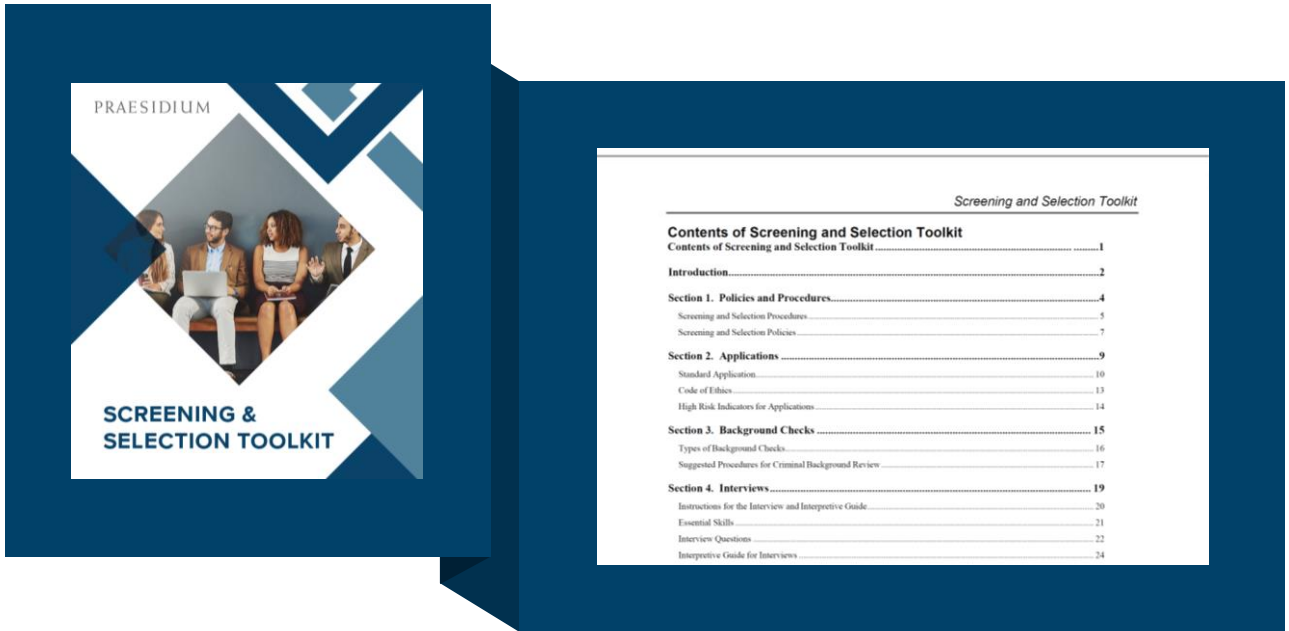 PRAESIDIUM
SCREENING &
SELECTION TOOLKIT
Screening and Selection Toolkit
Contents of Screening and Selection Toolkit
Contents of Screening and Selection Toolkit 1
Introduction 2
Section 1. Policies and Procedures 4
Screening and Selection Procedures 5
Screening and Selection Policies 7
Section 2. Applications 9
Standard Application 10
Code of Ethics 13
High Risk Indicators for Applications 14
Section 3. Background Checks 15
Types of Background Checks 16
Suggested Procedures for Criminal Background Review 17
Section 4. Interviews 19
Instructions for the Interview and Interpretive Guide 20
Essential Skills 21
Interview Questions 22
Interpretive Guide for Interviews 24